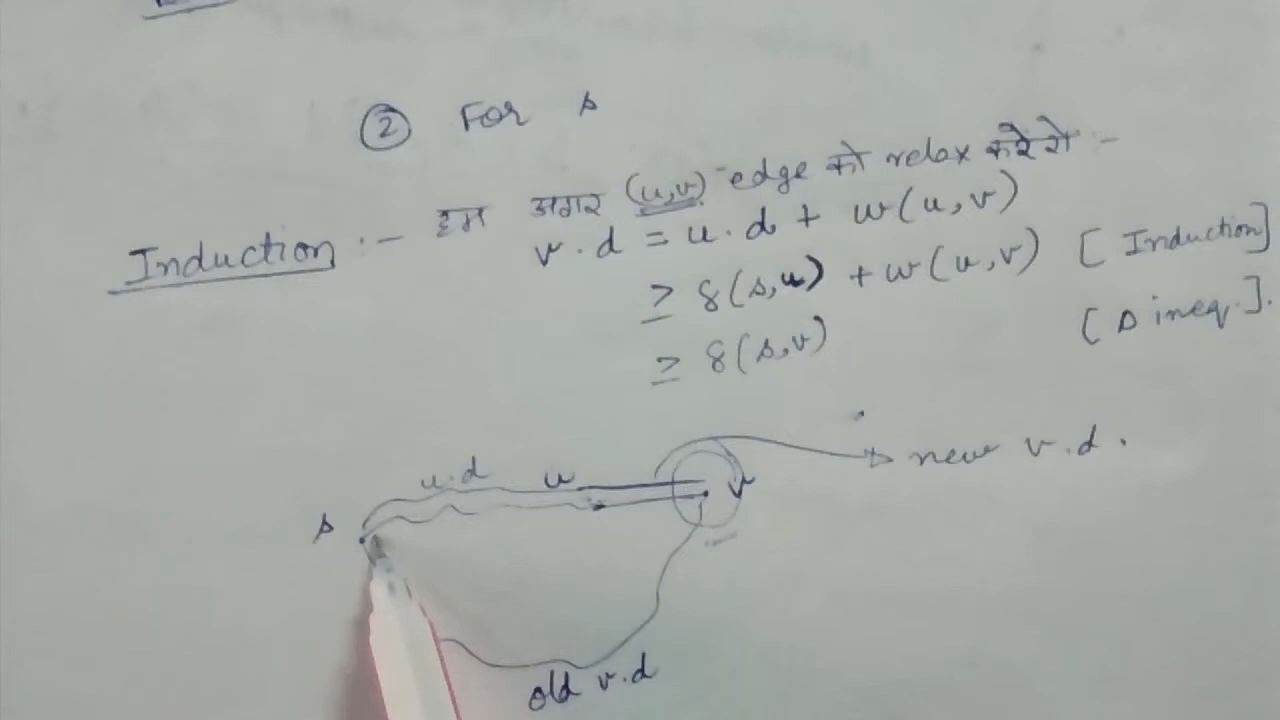 ② For s
Induction :- हम अगर (u,v) edge को relax करेगे -
v.d = u.d + w(u,v)
≥ δ(s,u) + w(u,v) [Induction]
≥ δ(s,v) [Δ ineq.].
u.d u v → new v.d.
s
old v.d